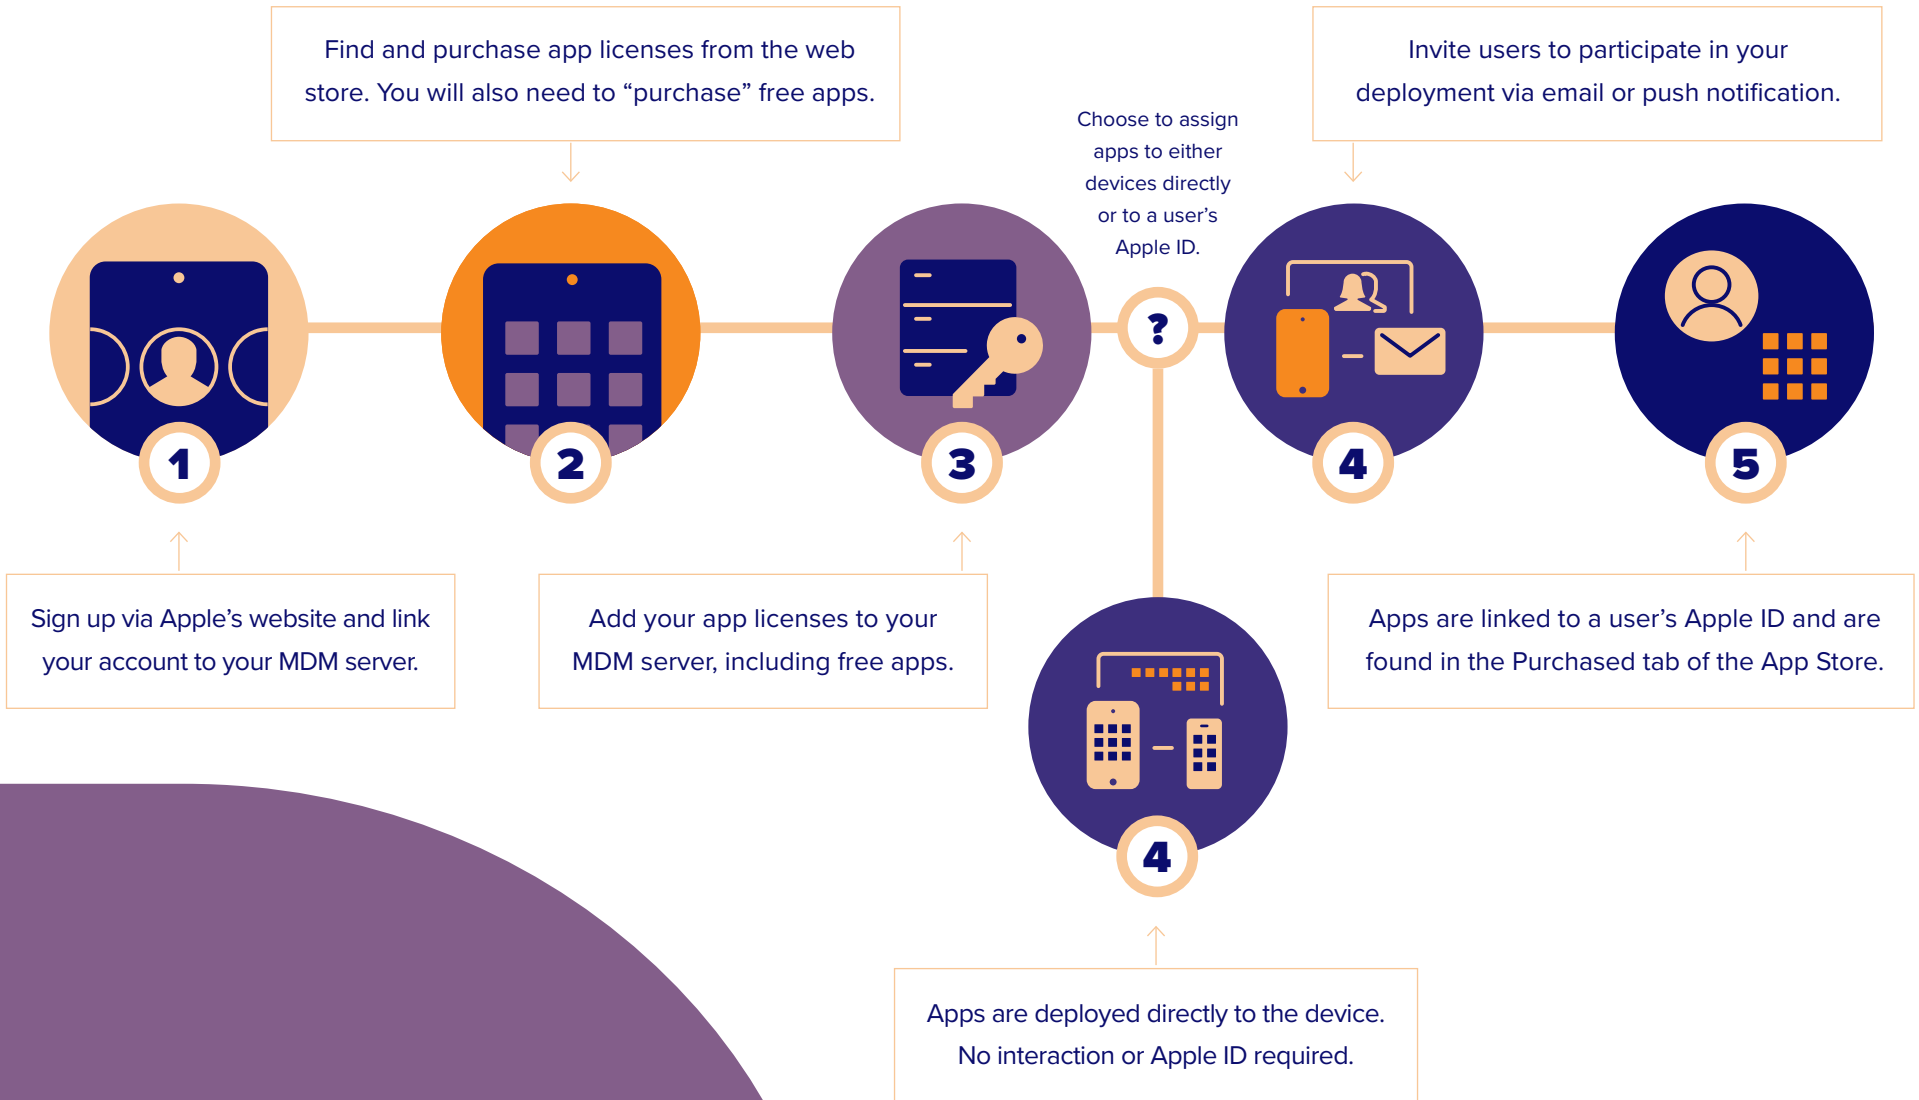 Find and purchase app licenses from the web
store. You will also need to “purchase” free apps.
Choose to assign
apps to either
devices directly
or to a user’s
Apple ID.
Invite users to participate in your
deployment via email or push notification.
?
1
2
3
4
5
Sign up via Apple’s website and link
your account to your MDM server.
Add your app licenses to your
MDM server, including free apps.
Apps are linked to a user’s Apple ID and are
found in the Purchased tab of the App Store.
4
Apps are deployed directly to the device.
No interaction or Apple ID required.